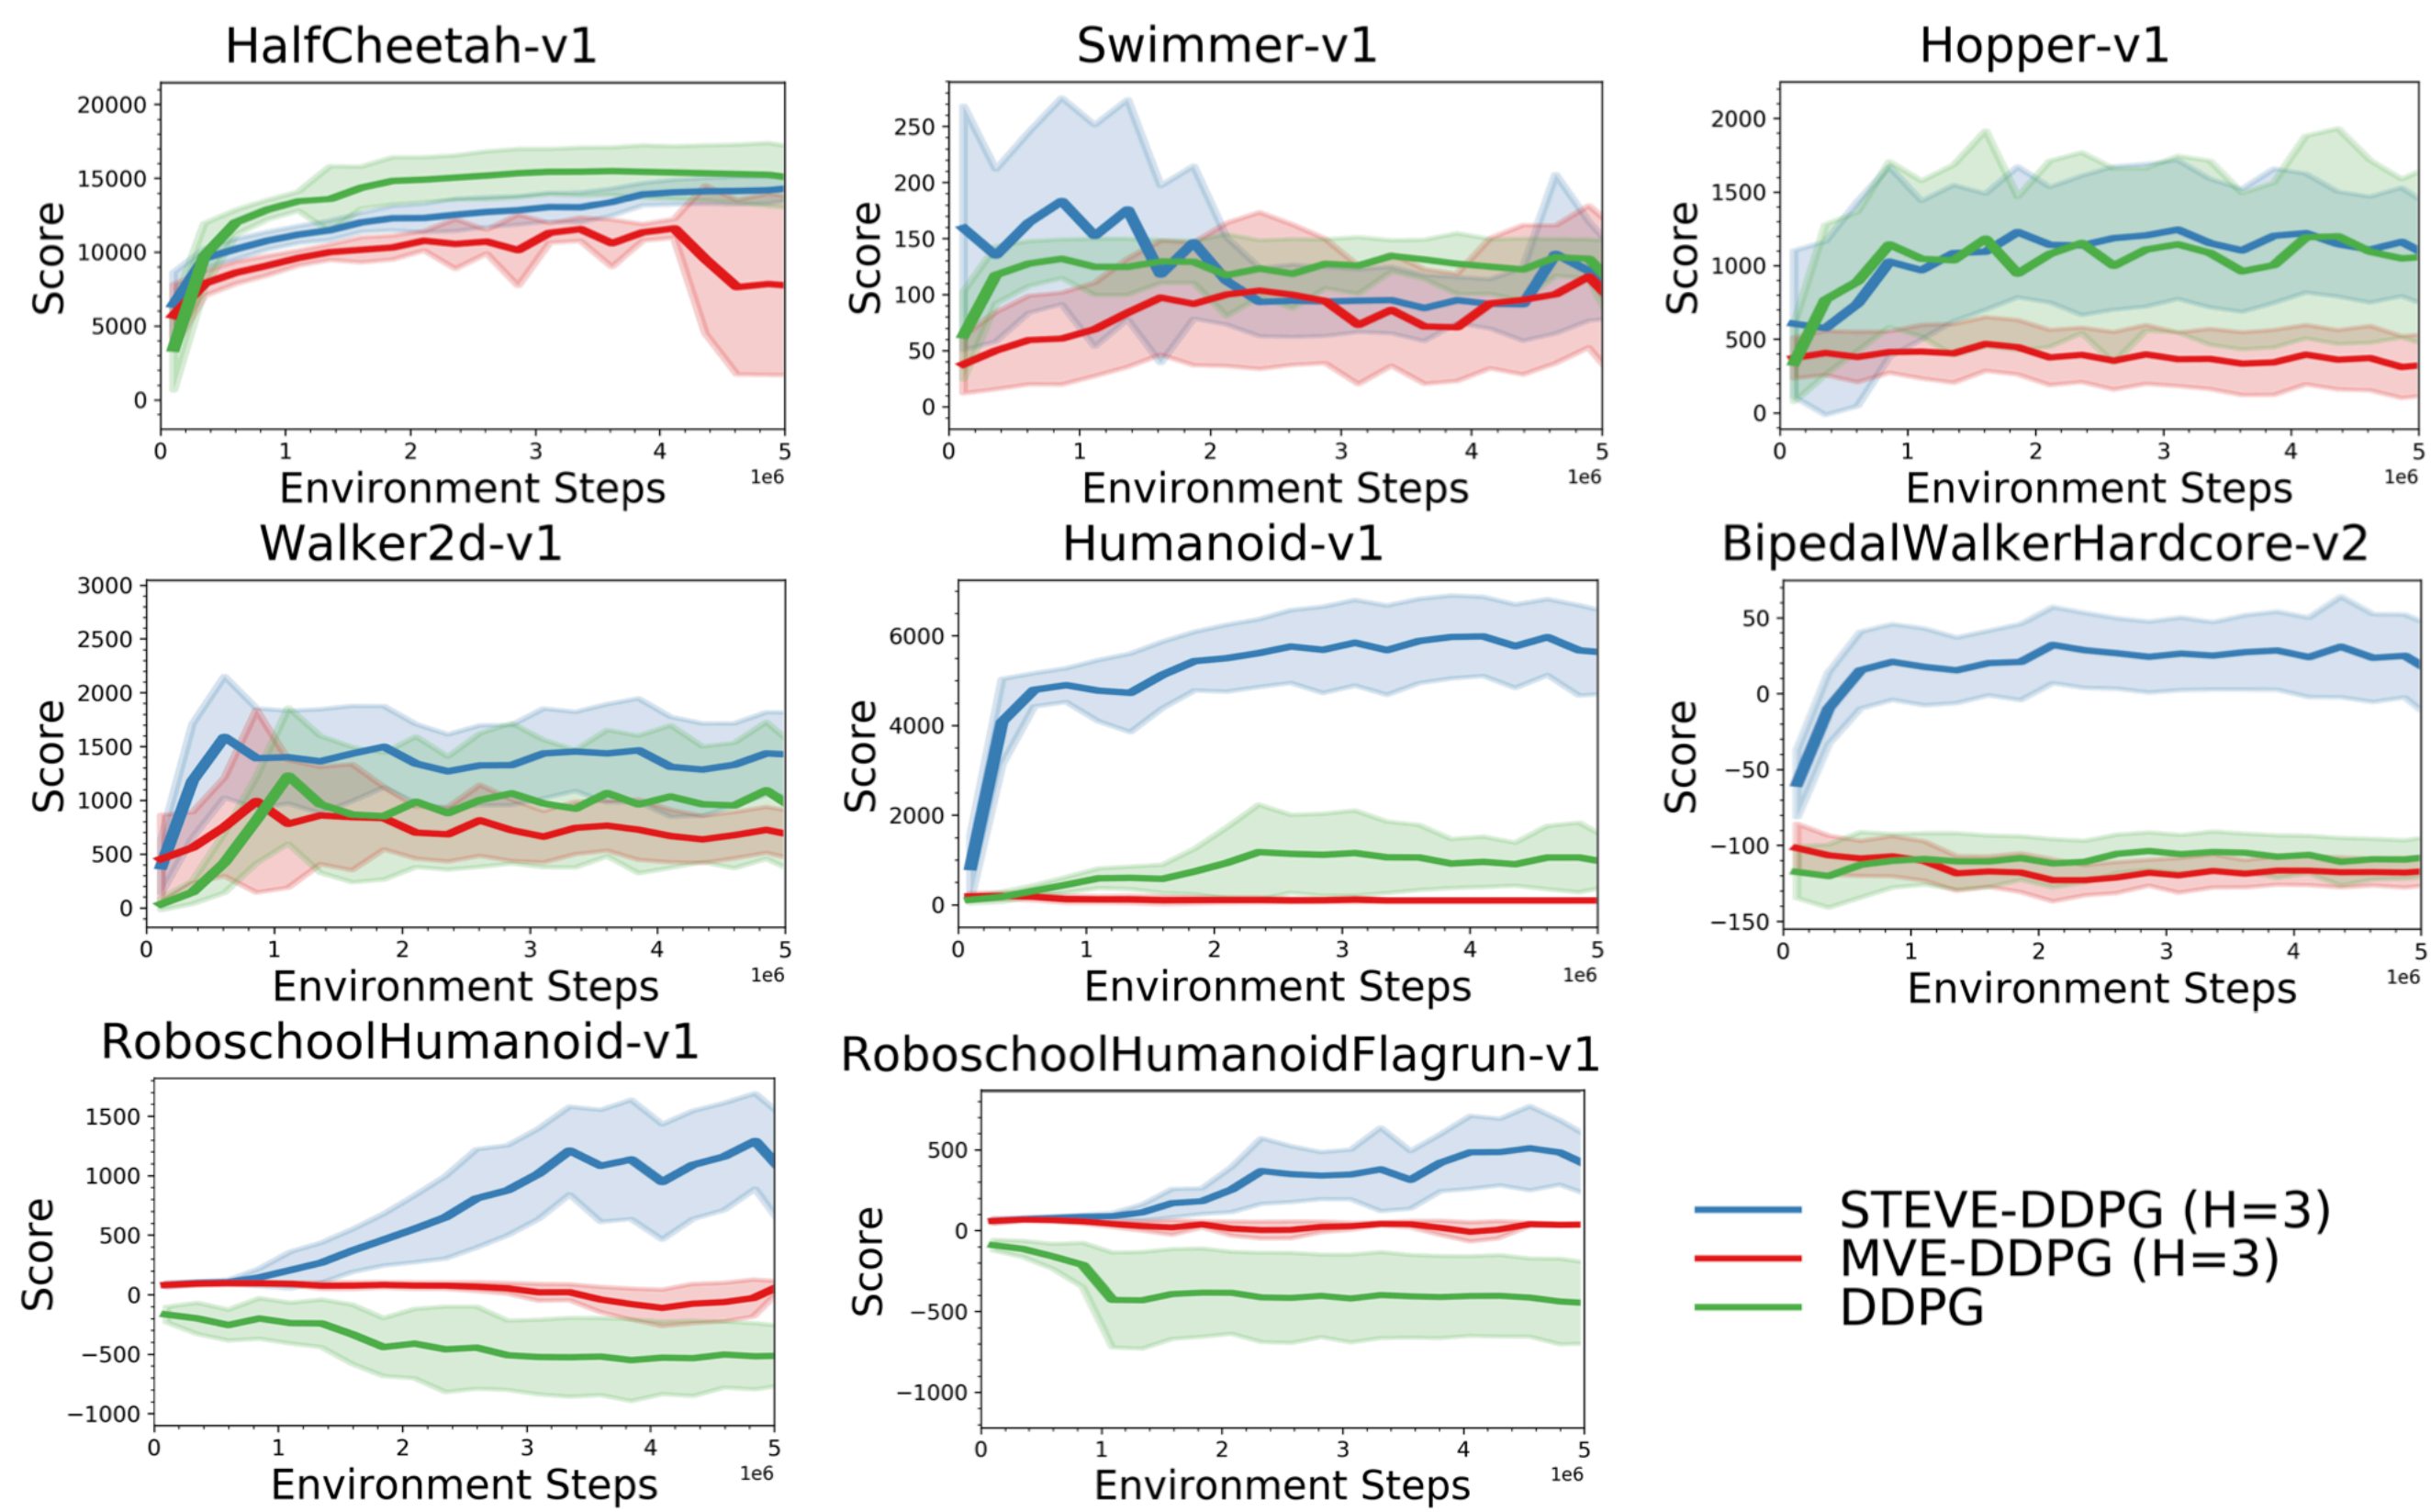 HalfCheetah-v1
20000
15000
10000
5000
0
Score
0 1 2 3 4 5
1e6
Environment Steps
Swimmer-v1
250
200
150
100
50
0
Score
0 1 2 3 4 5
1e6
Environment Steps
Hopper-v1
2000
1500
1000
500
0
Score
0 1 2 3 4 5
1e6
Environment Steps
Walker2d-v1
3000
2500
2000
1500
1000
500
0
Score
0 1 2 3 4 5
1e6
Environment Steps
Humanoid-v1
6000
4000
2000
0
Score
0 1 2 3 4 5
1e6
Environment Steps
BipedalWalkerHardcore-v2
50
0
−50
−100
−150
Score
0 1 2 3 4 5
1e6
Environment Steps
RoboschoolHumanoid-v1
1500
1000
500
0
−500
−1000
Score
0 1 2 3 4 5
1e6
Environment Steps
RoboschoolHumanoidFlagrun-v1
500
0
−500
−1000
Score
0 1 2 3 4 5
1e6
Environment Steps
STEVE-DDPG (H=3)
MVE-DDPG (H=3)
DDPG